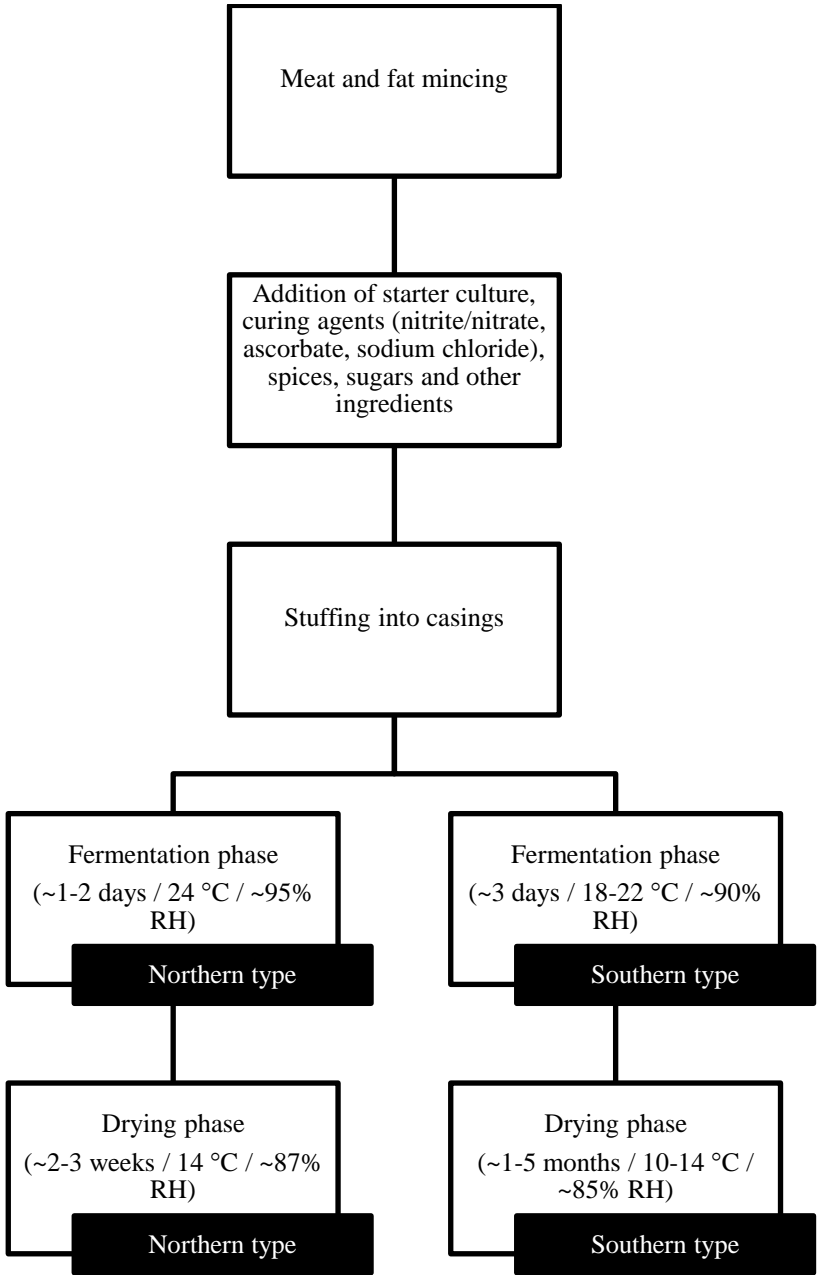 Meat and fat mincing
Addition of starter culture,
curing agents (nitrite/nitrate,
ascorbate, sodium chloride),
spices, sugars and other
ingredients
Stuffing into casings
Fermentation phase
(~1-2 days / 24 °C / ~95%
RH)
Northern type
Fermentation phase
(~3 days / 18-22 °C / ~90%
RH)
Southern type
Drying phase
(~2-3 weeks / 14 °C / ~87%
RH)
Northern type
Drying phase
(~1-5 months / 10-14 °C /
~85% RH)
Southern type